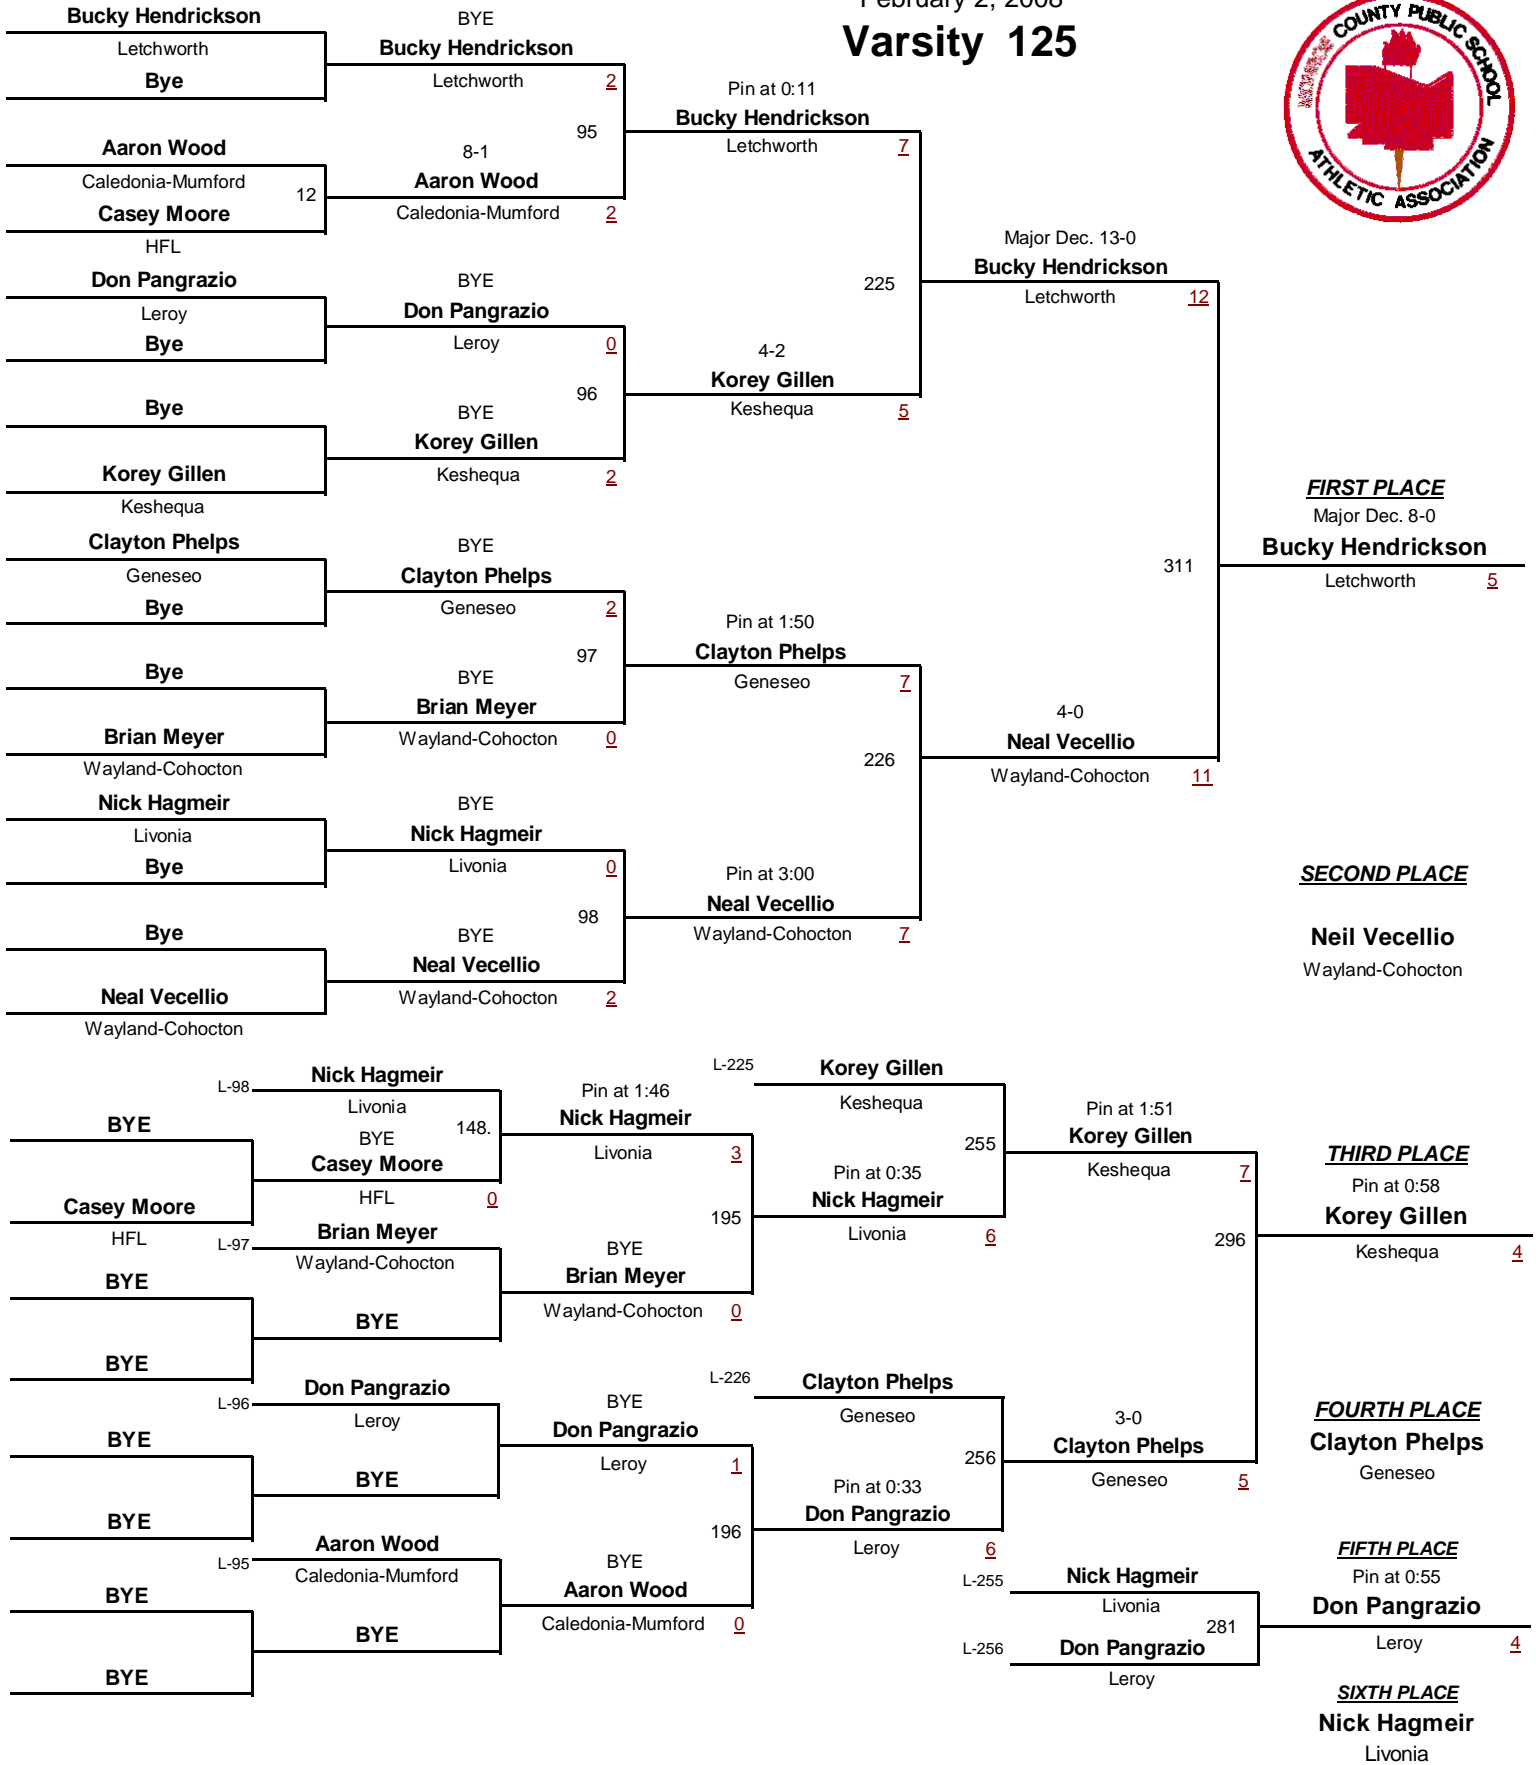 February 2, 2008
Varsity 125
MONROE COUNTY PUBLIC SCHOOL
ATHLETIC ASSOCIATION
Bucky Hendrickson
Letchworth
Bye
Aaron Wood
Caledonia-Mumford
12
Casey Moore
HFL
Don Pangrazio
Leroy
Bye
Bye
Korey Gillen
Keshequa
Clayton Phelps
Geneseo
Bye
Bye
Brian Meyer
Wayland-Cohocton
Nick Hagmeir
Livonia
Bye
Bye
Neal Vecellio
Wayland-Cohocton
BYE
Bucky Hendrickson
Letchworth 2
95
8-1
Aaron Wood
Caledonia-Mumford 2
BYE
Don Pangrazio
Leroy 0
96
BYE
Korey Gillen
Keshequa 2
BYE
Clayton Phelps
Geneseo 2
97
BYE
Brian Meyer
Wayland-Cohocton 0
BYE
Nick Hagmeir
Livonia 0
98
BYE
Neal Vecellio
Wayland-Cohocton 2
Pin at 0:11
Bucky Hendrickson
Letchworth 7
225
4-2
Korey Gillen
Keshequa 5
Pin at 1:50
Clayton Phelps
Geneseo 7
226
Pin at 3:00
Neal Vecellio
Wayland-Cohocton 7
Major Dec. 13-0
Bucky Hendrickson
Letchworth 12
311
4-0
Neal Vecellio
Wayland-Cohocton 11
FIRST PLACE
Major Dec. 8-0
Bucky Hendrickson
Letchworth 5
SECOND PLACE
Neil Vecellio
Wayland-Cohocton
BYE
Casey Moore
HFL
BYE
BYE
BYE
BYE
BYE
BYE
L-98 Nick Hagmeir
Livonia
148.
BYE
Casey Moore
HFL 0
L-97 Brian Meyer
Wayland-Cohocton
BYE
L-96 Don Pangrazio
Leroy
BYE
L-95 Aaron Wood
Caledonia-Mumford
BYE
Pin at 1:46
Nick Hagmeir
Livonia 3
195
BYE
Brian Meyer
Wayland-Cohocton 0
BYE
Don Pangrazio
Leroy 1
196
BYE
Aaron Wood
Caledonia-Mumford 0
L-225 Korey Gillen
Keshequa
255
Pin at 0:35
Nick Hagmeir
Livonia 6
L-226 Clayton Phelps
Geneseo
256
Pin at 0:33
Don Pangrazio
Leroy 6
Pin at 1:51
Korey Gillen
Keshequa 7
296
3-0
Clayton Phelps
Geneseo 5
L-255 Nick Hagmeir
Livonia
281
L-256 Don Pangrazio
Leroy
THIRD PLACE
Pin at 0:58
Korey Gillen
Keshequa 4
FOURTH PLACE
Clayton Phelps
Geneseo
FIFTH PLACE
Pin at 0:55
Don Pangrazio
Leroy 4
SIXTH PLACE
Nick Hagmeir
Livonia